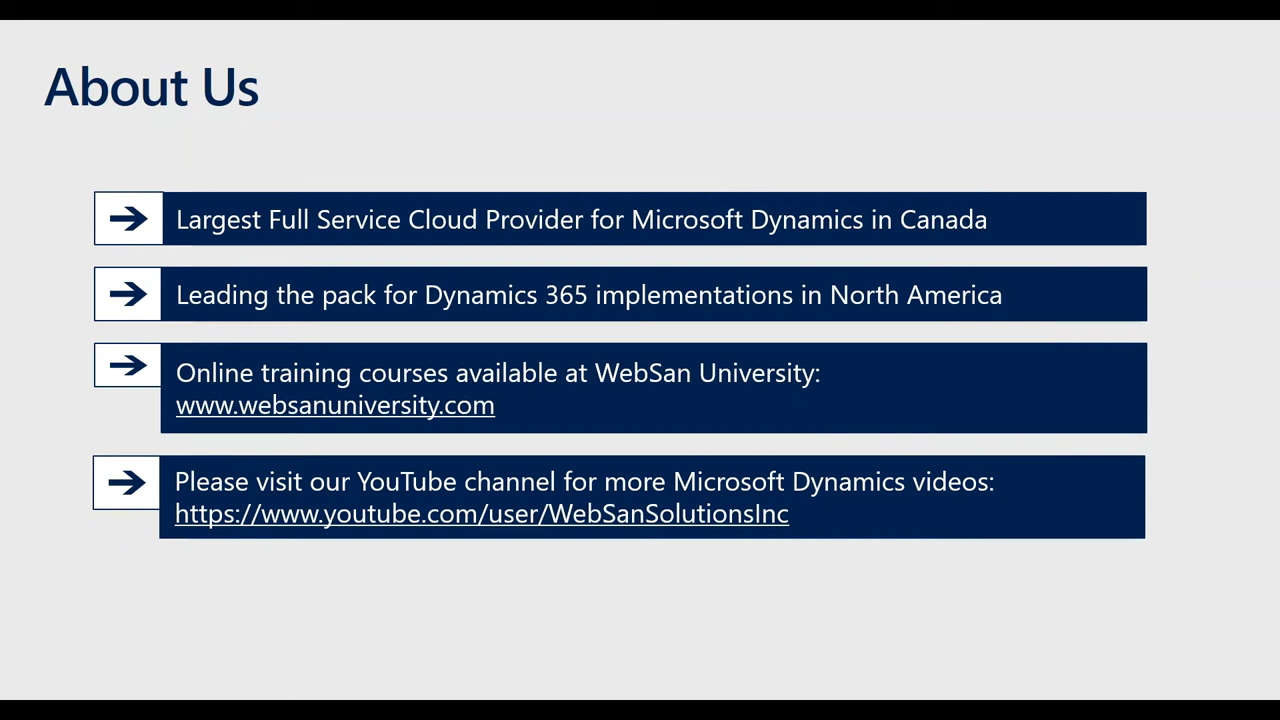 About Us
Largest Full Service Cloud Provider for Microsoft Dynamics in Canada
Leading the pack for Dynamics 365 implementations in North America
Online training courses available at WebSan University:
www.websanuniversity.com
Please visit our YouTube channel for more Microsoft Dynamics videos:
https://www.youtube.com/user/WebSanSolutionsInc